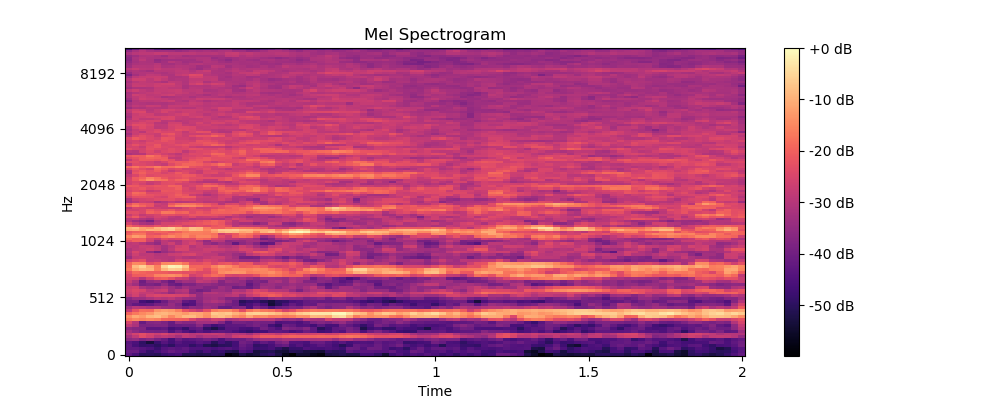 Mel Spectrogram
Hz
8192
4096
2048
1024
512
0
0 0.5 1 1.5 2
Time
+0 dB
-10 dB
-20 dB
-30 dB
-40 dB
-50 dB